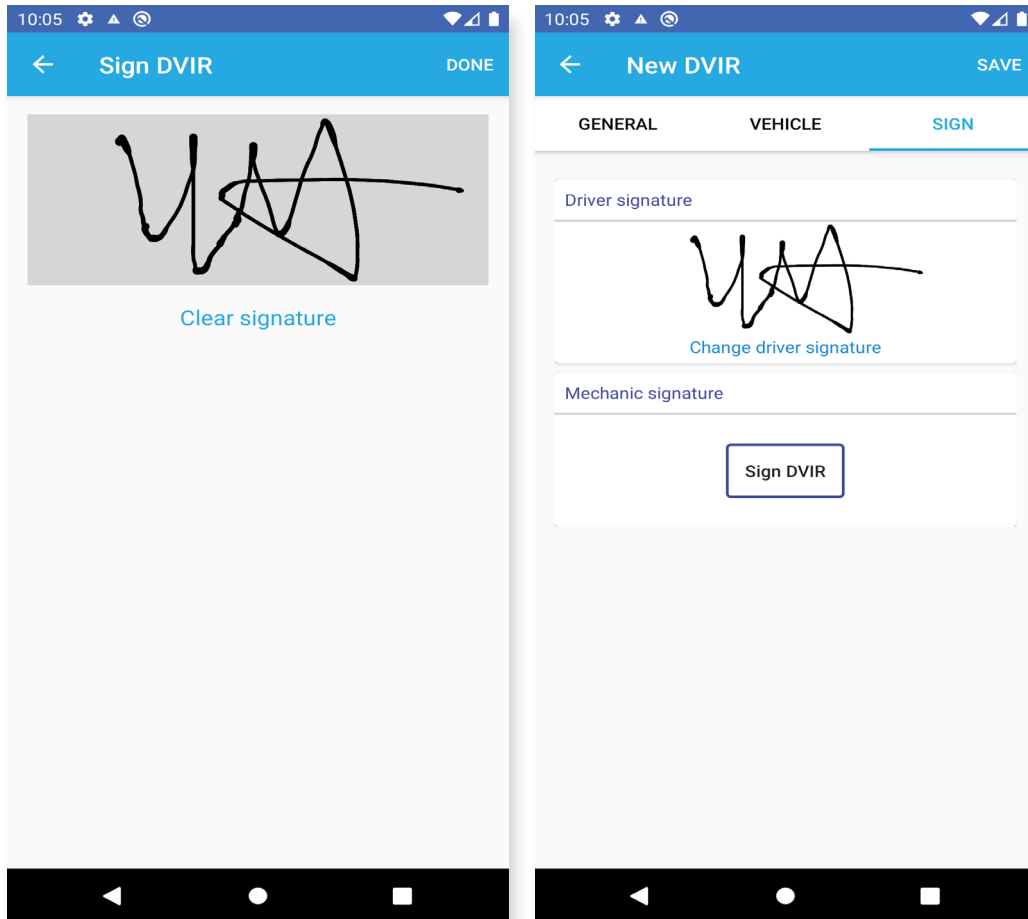 10:05
Sign DVIR DONE
Clear signature
10:05
New DVIR SAVE
GENERAL VEHICLE SIGN
Driver signature
Change driver signature
Mechanic signature
Sign DVIR